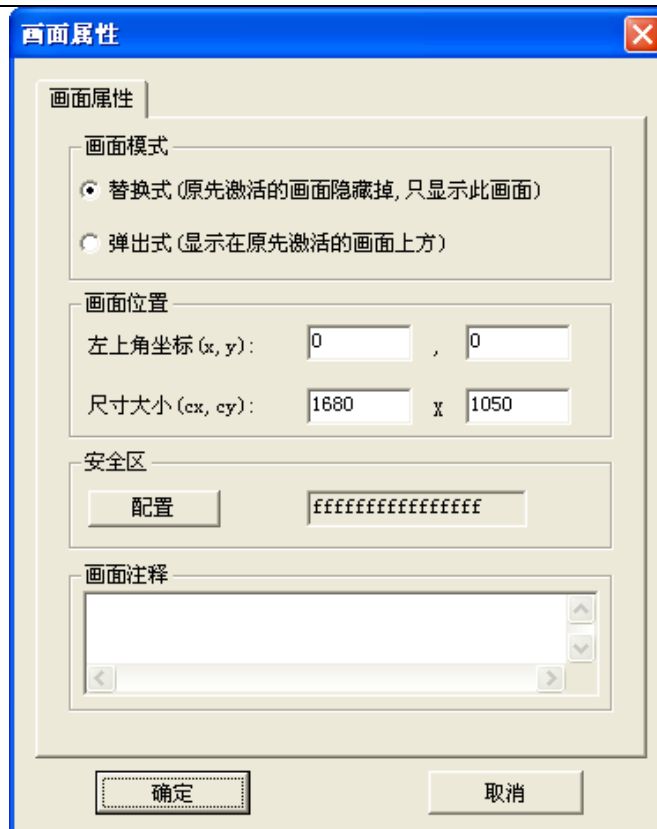 画面属性
画面属性
画面模式
替换式(原先激活的画面隐藏掉,只显示此画面)
弹出式(显示在原先激活的画面上方)
画面位置
左上角坐标(x,y): 0 , 0
尺寸大小(cx,cy): 1680 X 1050
安全区
配置 ffffffffffffffff
画面注释
确定 取消